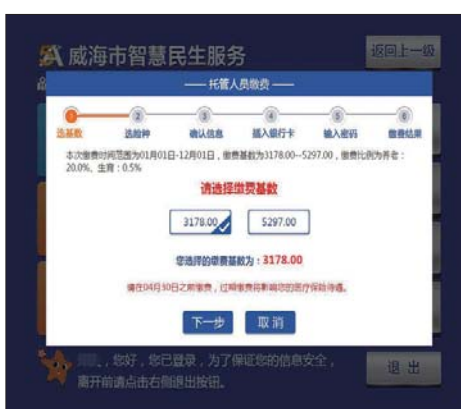 威海市智慧民生服务
返回上一级
托管人员缴费
1 2 3 4 5 6
选基数 选险种 确认信息 插入银行卡 输入密码 缴费结果
本次缴费时间范围为01月01日-12月01日，缴费基数为3178.00--5297.00，缴费比例为养老：
20.0%、生育：0.5%
请选择缴费基数
3178.00 5297.00
您选择的缴费基数为：3178.00
请在04月30日之前缴费，过期缴费将影响您的医疗保险待遇。
下一步 取消
，您好，您已登录，为了保证您的信息安全，
离开前请点击右侧退出按钮。
退出